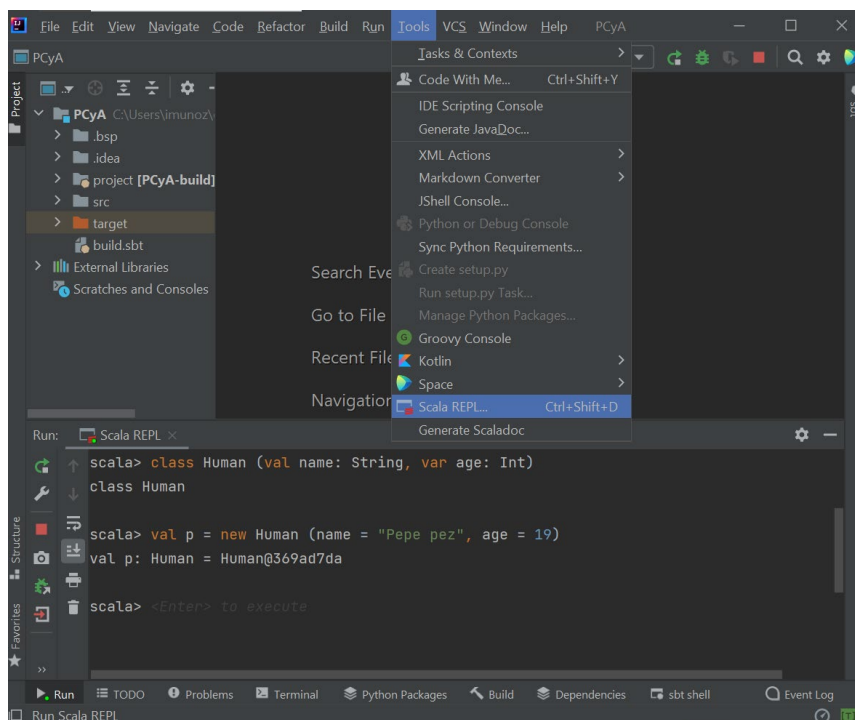 File Edit View Navigate Code Refactor Build Run Tools VCS Window Help PCyA
PCyA
Project
PCyA C:\Users\imunoz\
.bsp
.idea
project [PCyA-build]
src
target
build.sbt
External Libraries
Scratches and Consoles
Search Eve
Go to File
Recent File
Navigation
Tasks & Contexts
Code With Me... Ctrl+Shift+Y
IDE Scripting Console
Generate JavaDoc...
XML Actions
Markdown Converter
JShell Console...
Python or Debug Console
Sync Python Requirements...
Create setup.py
Run setup.py Task...
Manage Python Packages...
Groovy Console
Kotlin
Space
Scala REPL... Ctrl+Shift+D
Generate Scaladoc
Run: Scala REPL
scala> class Human (val name: String, var age: Int)
class Human
scala> val p = new Human (name = "Pepe pez", age = 19)
val p: Human = Human@369ad7da
scala> <Enter> to execute
Structure
Favorites
Run TODO Problems Terminal Python Packages Build Dependencies sbt shell Event Log
Run Scala REPL